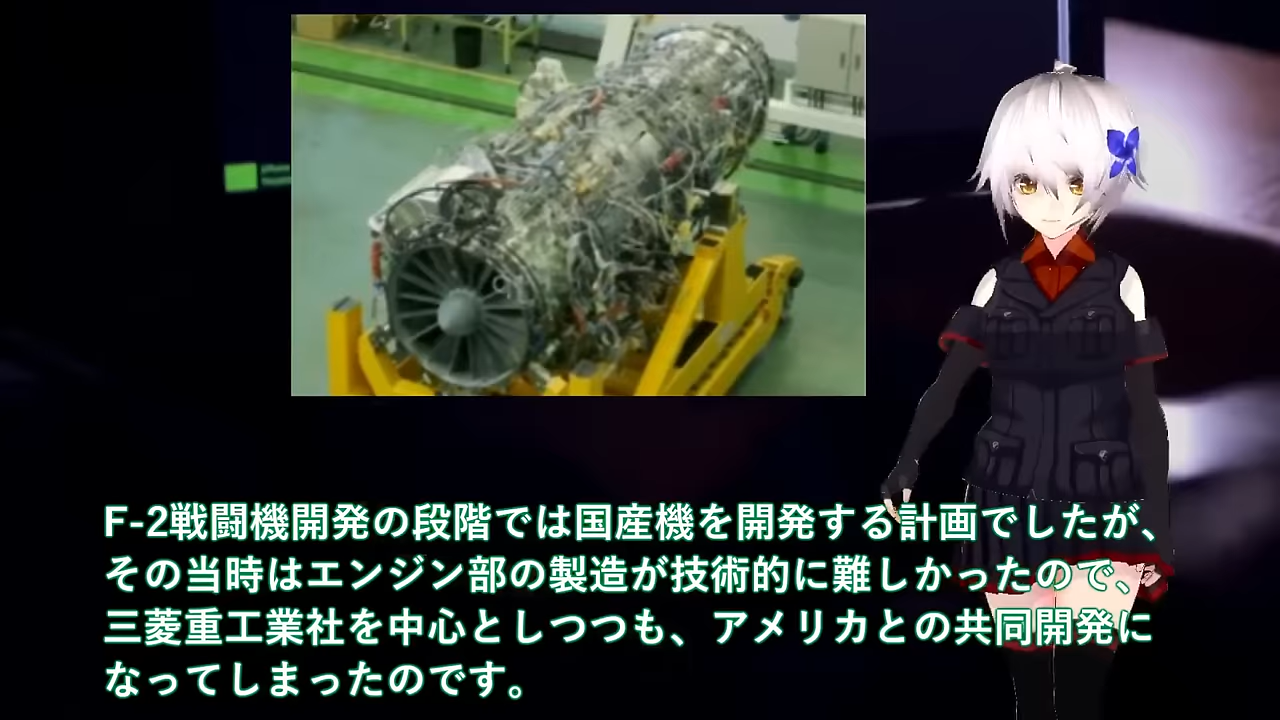 F-2戦闘機開発の段階では国産機を開発する計画でしたが、
その当時はエンジン部の製造が技術的に難しかったので、
三菱重工業社を中心としつつも、アメリカとの共同開発に
なってしまったのです。